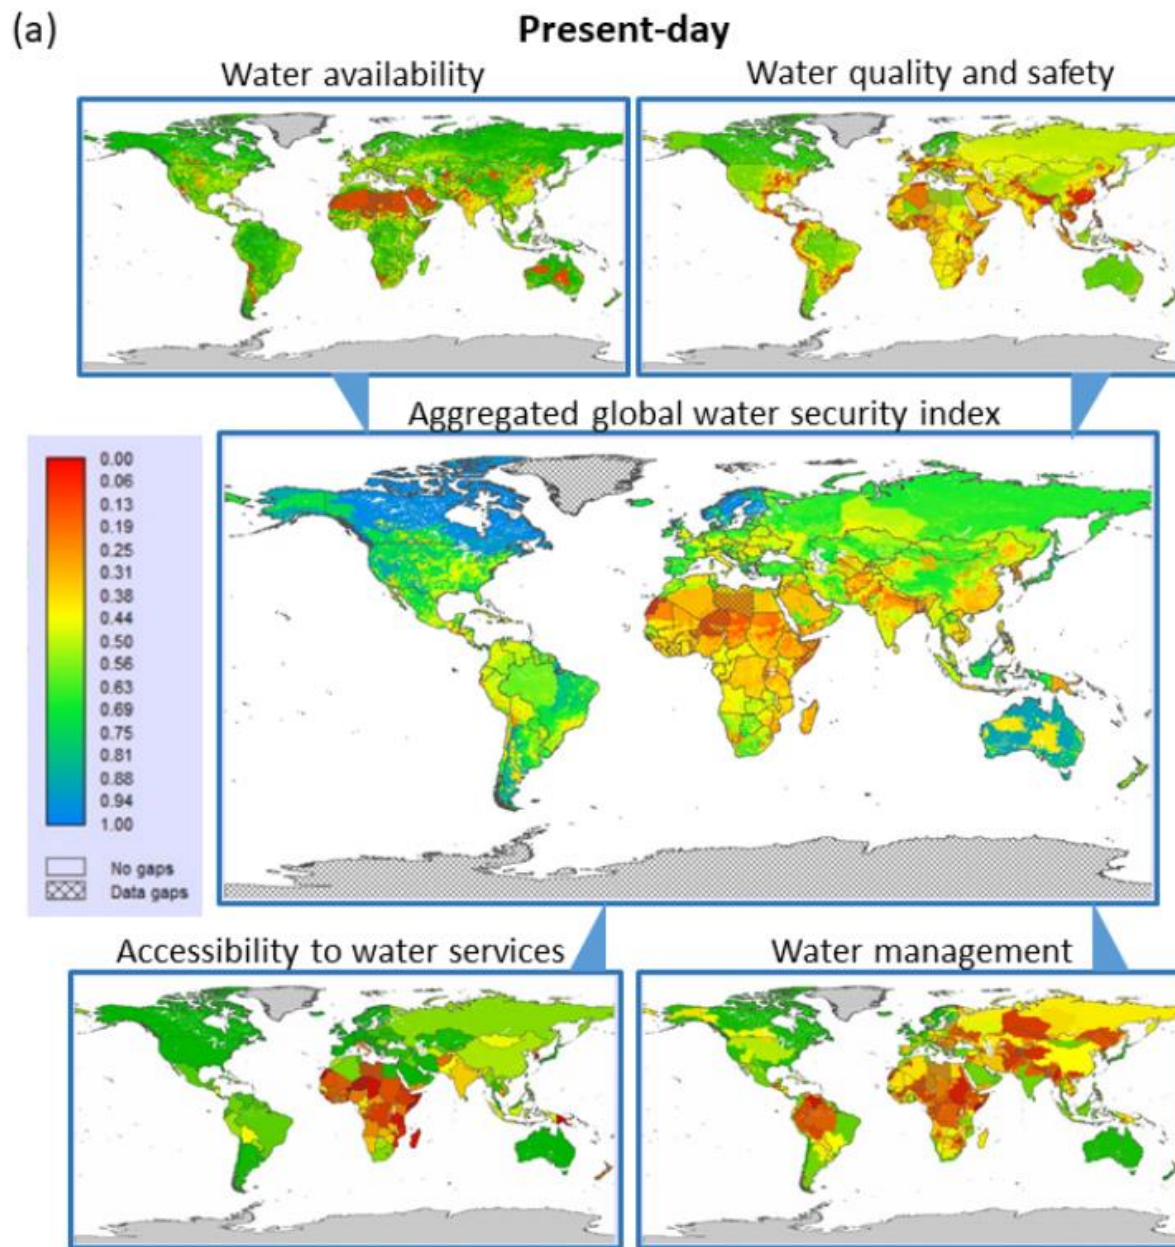 (a)
Present-day
Water availability
Water quality and safety
Aggregated global water security index
0.00
0.06
0.13
0.19
0.25
0.31
0.38
0.44
0.50
0.56
0.63
0.69
0.75
0.81
0.88
0.94
1.00
No gaps
Data gaps
Accessibility to water services
Water management